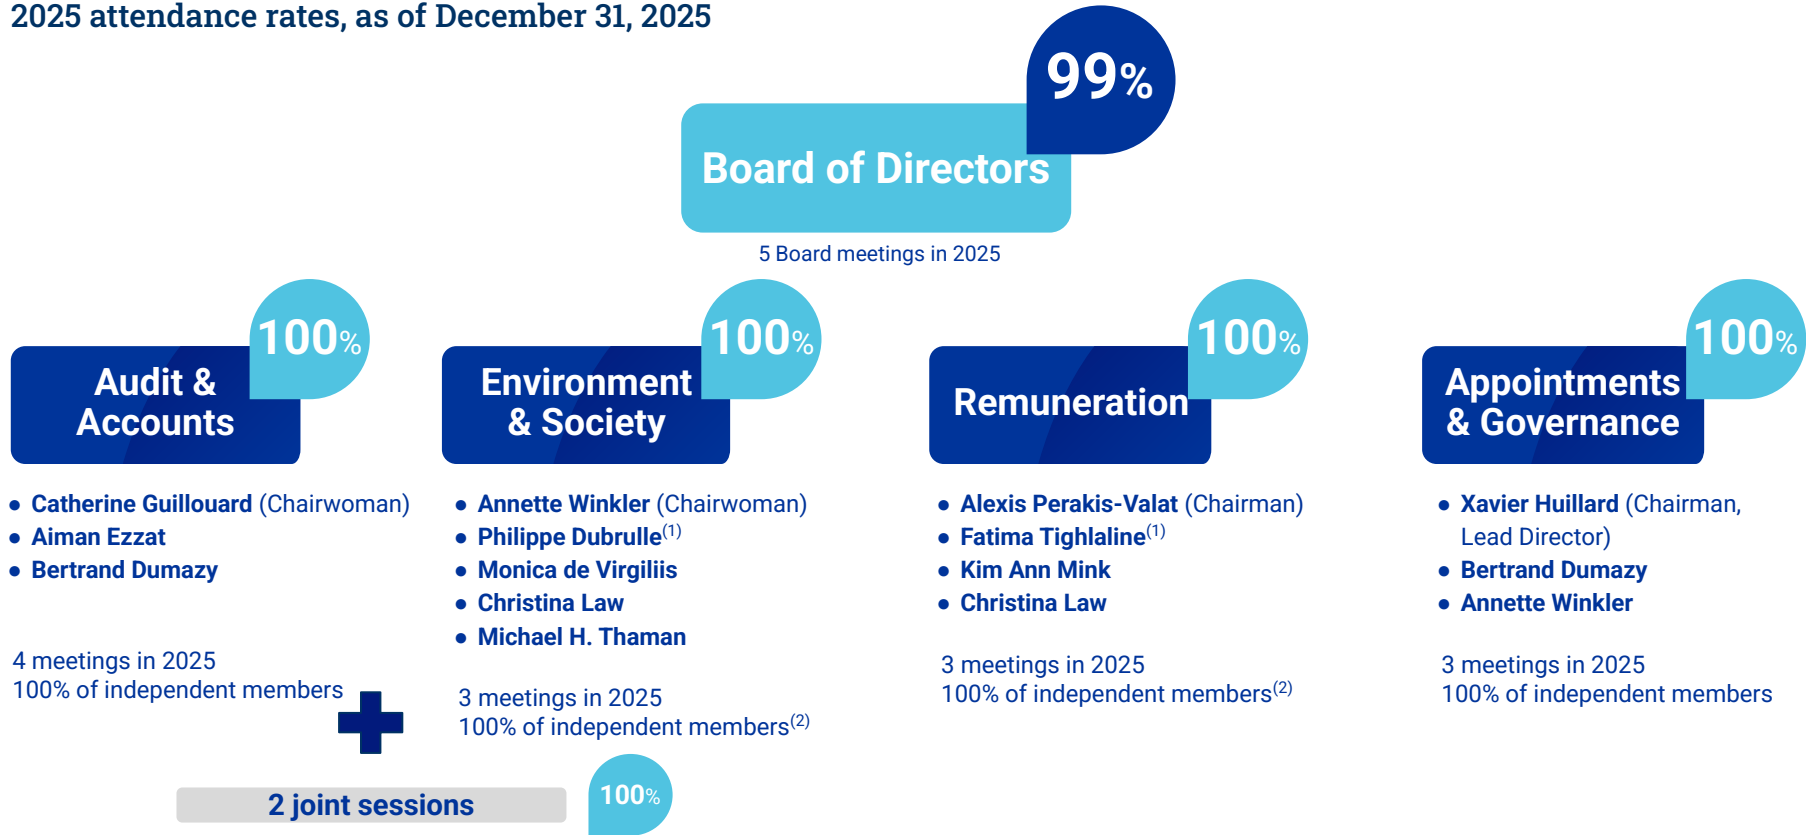 2025 attendance rates, as of December 31, 2025
99%
Board of Directors
5 Board meetings in 2025
100%
Audit &
Accounts
• Catherine Guillouard (Chairwoman)
• Aiman Ezzat
• Bertrand Dumazy
4 meetings in 2025
100% of independent members
100%
Environment
& Society
• Annette Winkler (Chairwoman)
• Philippe Dubrulle(1)
• Monica de Virgiliis
• Christina Law
• Michael H. Thaman
3 meetings in 2025
100% of independent members(2)
2 joint sessions
100%
100%
Remuneration
• Alexis Perakis-Valat (Chairman)
• Fatima Tighlaline(1)
• Kim Ann Mink
• Christina Law
3 meetings in 2025
100% of independent members(2)
100%
Appointments
& Governance
• Xavier Huillard (Chairman,
Lead Director)
• Bertrand Dumazy
• Annette Winkler
3 meetings in 2025
100% of independent members